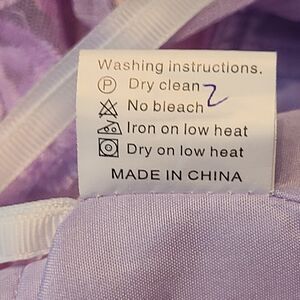 Washing instructions.
Ⓟ Dry clean 2
No bleach
Iron on low heat
Dry on low heat
MADE IN CHINA